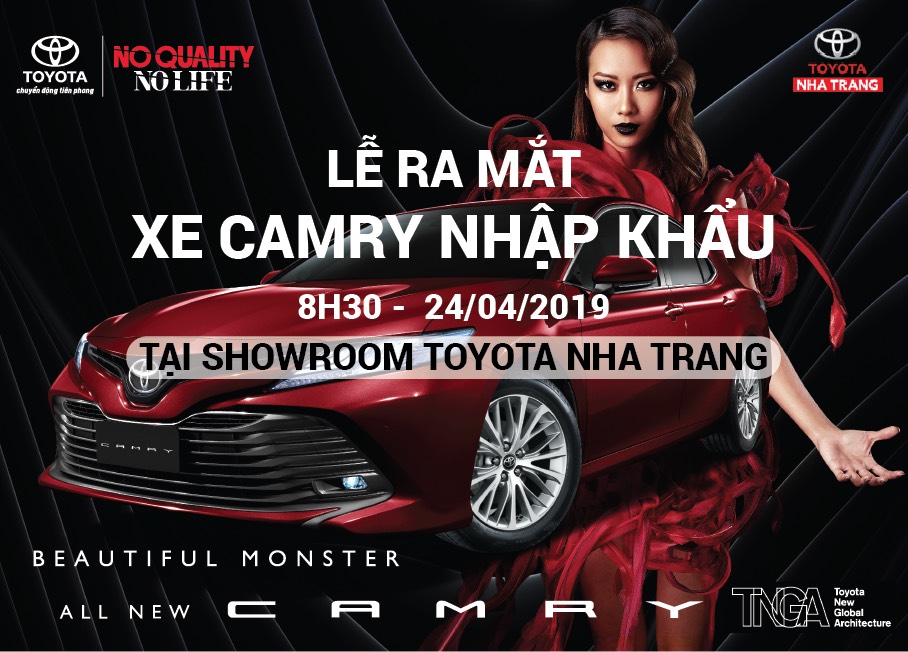 TOYOTA
chuyển động tiên phong
NO QUALITY
NO LIFE
TOYOTA
NHA TRANG
LỄ RA MẮT
XE CAMRY NHẬP KHẨU
8H30 - 24/04/2019
TẠI SHOWROOM TOYOTA NHA TRANG
CAMRY
BEAUTIFUL MONSTER
ALL NEW CAMRY
TNGA
Toyota
New
Global
Architecture